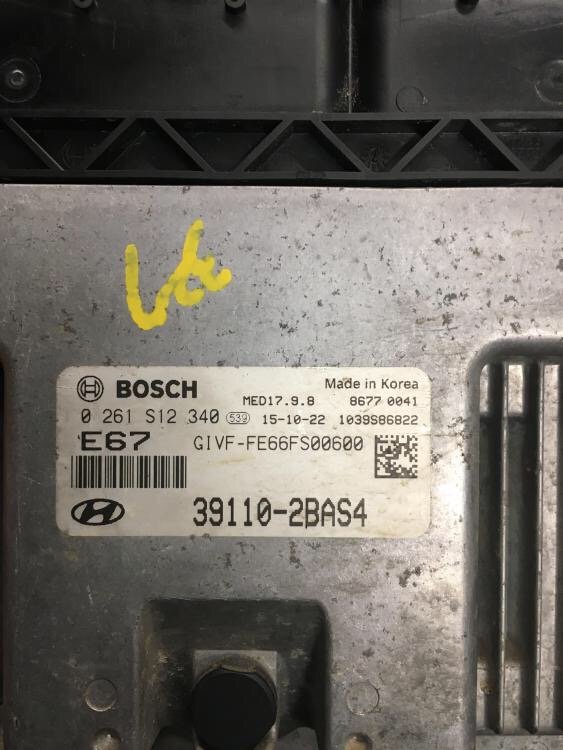 BOSCH Made in Korea
MED17.9.8 8677 0041
0 261 S12 340 539 15-10-22 1039S86822
E67 GIVF-FE66FS00600
39110-2BAS4